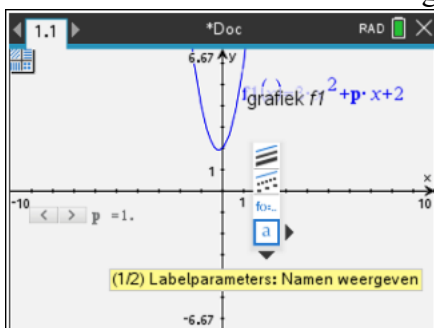 1.1 *Doc RAD
6.67 y
grafiek f1 ²+p·x+2
1
x
-10 1 10
p =1.
fo:..
a
(1/2) Labelparameters: Namen weergeven
-6.67